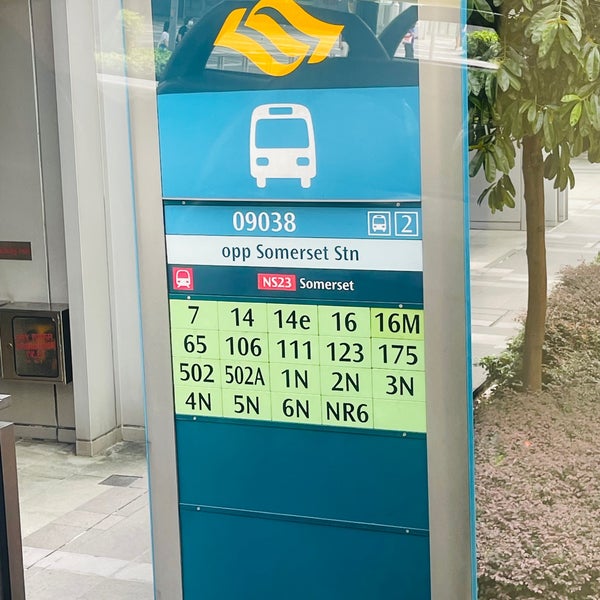 09038 2
opp Somerset Stn
NS23 Somerset
7 14 14e 16 16M
65 106 111 123 175
502 502A 1N 2N 3N
4N 5N 6N NR6